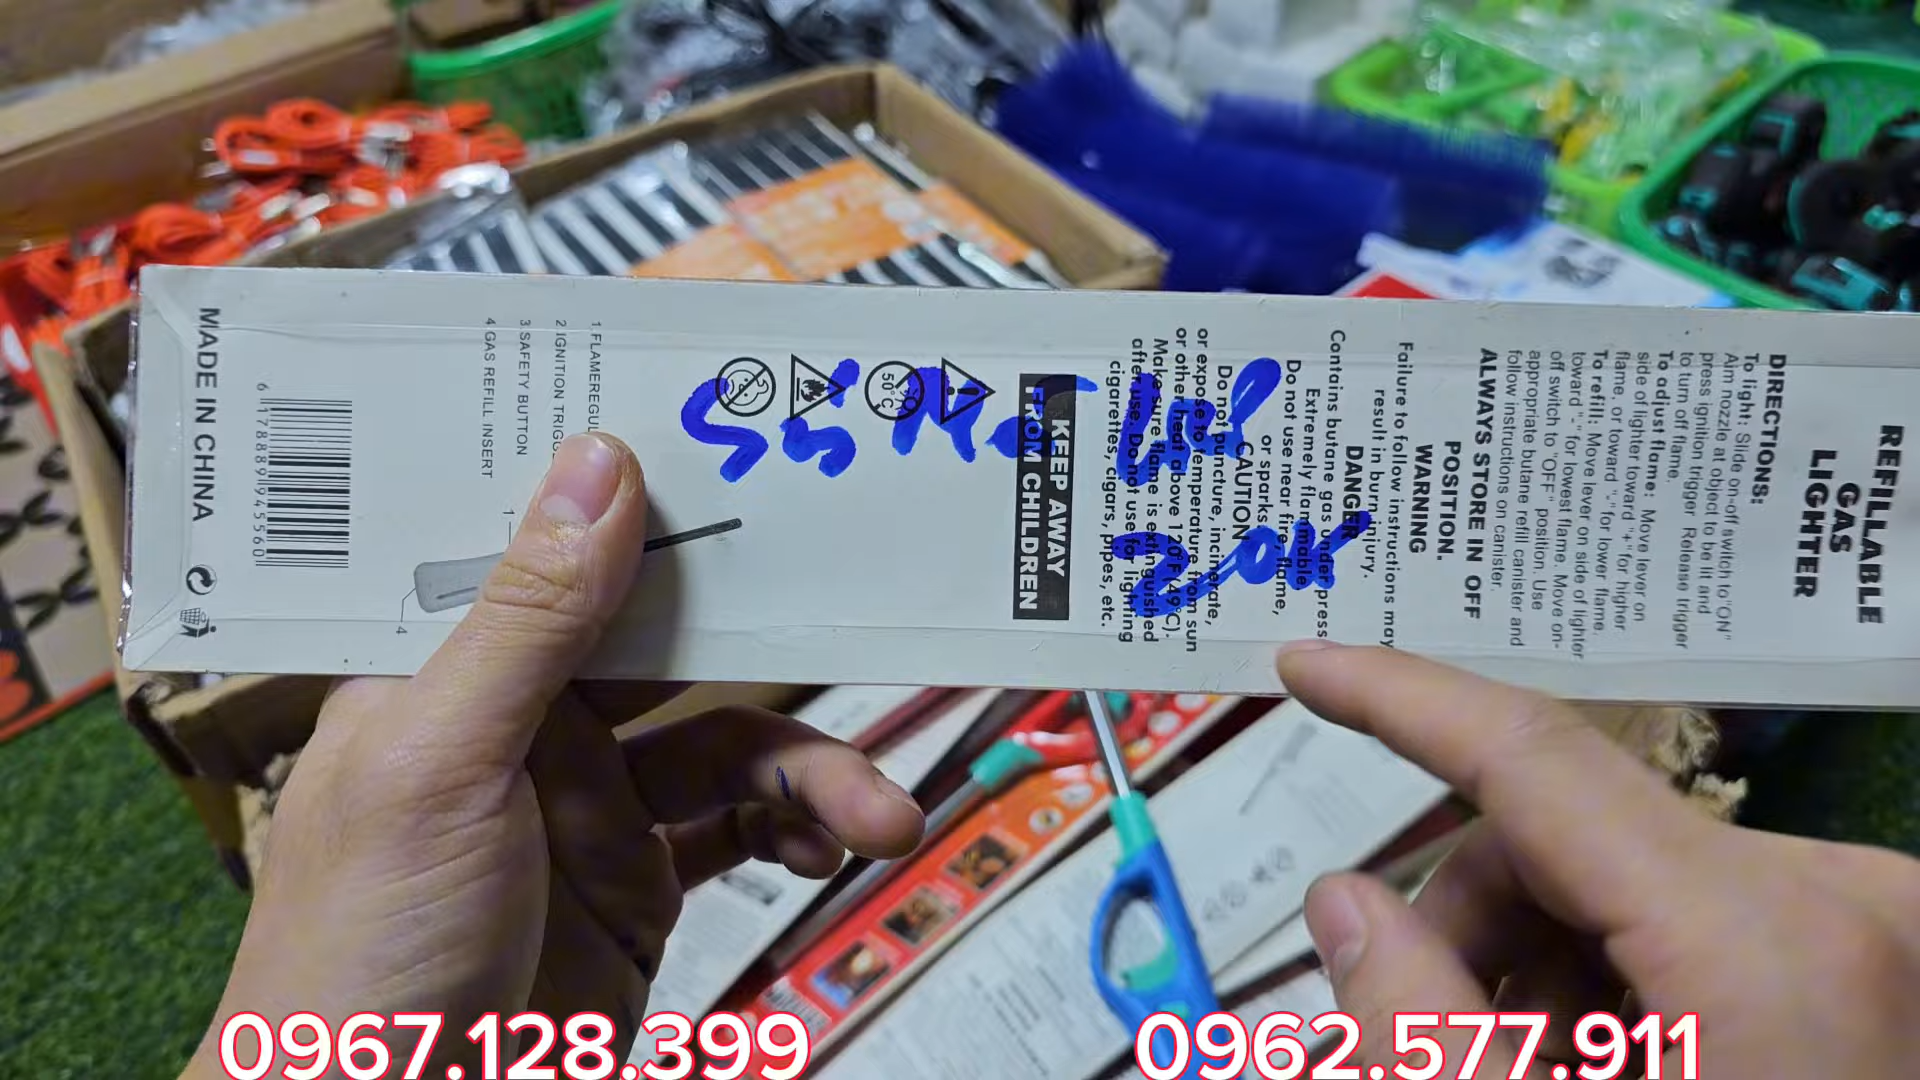 REFILLABLE
GAS
LIGHTER
DIRECTIONS:
To light: Slide on-off switch to "ON"
Aim nozzle at object to be lit and
press ignition trigger Release trigger
to turn off flame.
To adjust flame: Move lever on
side of lighter toward "+" for higher
flame, or toward "-" for lower flame.
To refill: Move lever on side of lighter
toward "-" for lowest flame. Move on-
off switch to "OFF" position. Use
appropriate butane refill canister and
follow instructions on canister.
ALWAYS STORE IN OFF
POSITION.
WARNING
Failure to follow instructions may
result in burn injury.
DANGER
Contains butane gas under press
Extremely flammable
Do not use near fire, flame,
or sparks
CAUTION
Do not puncture, incinerate,
or expose to temperature from sun
or other heat above 120°F (49°C).
Make sure flame is extinguished
after use. Do not use for lighting
cigarettes, cigars, pipes, etc.
KEEP AWAY
FROM CHILDREN
50°C
1.FLAMEREGUL
2 IGNITION TRIGG
3 SAFETY BUTTON
4 GAS REFILL INSERT
1
4
6 178889 945560
MADE IN CHINA
0967.128.399
0962.577.911